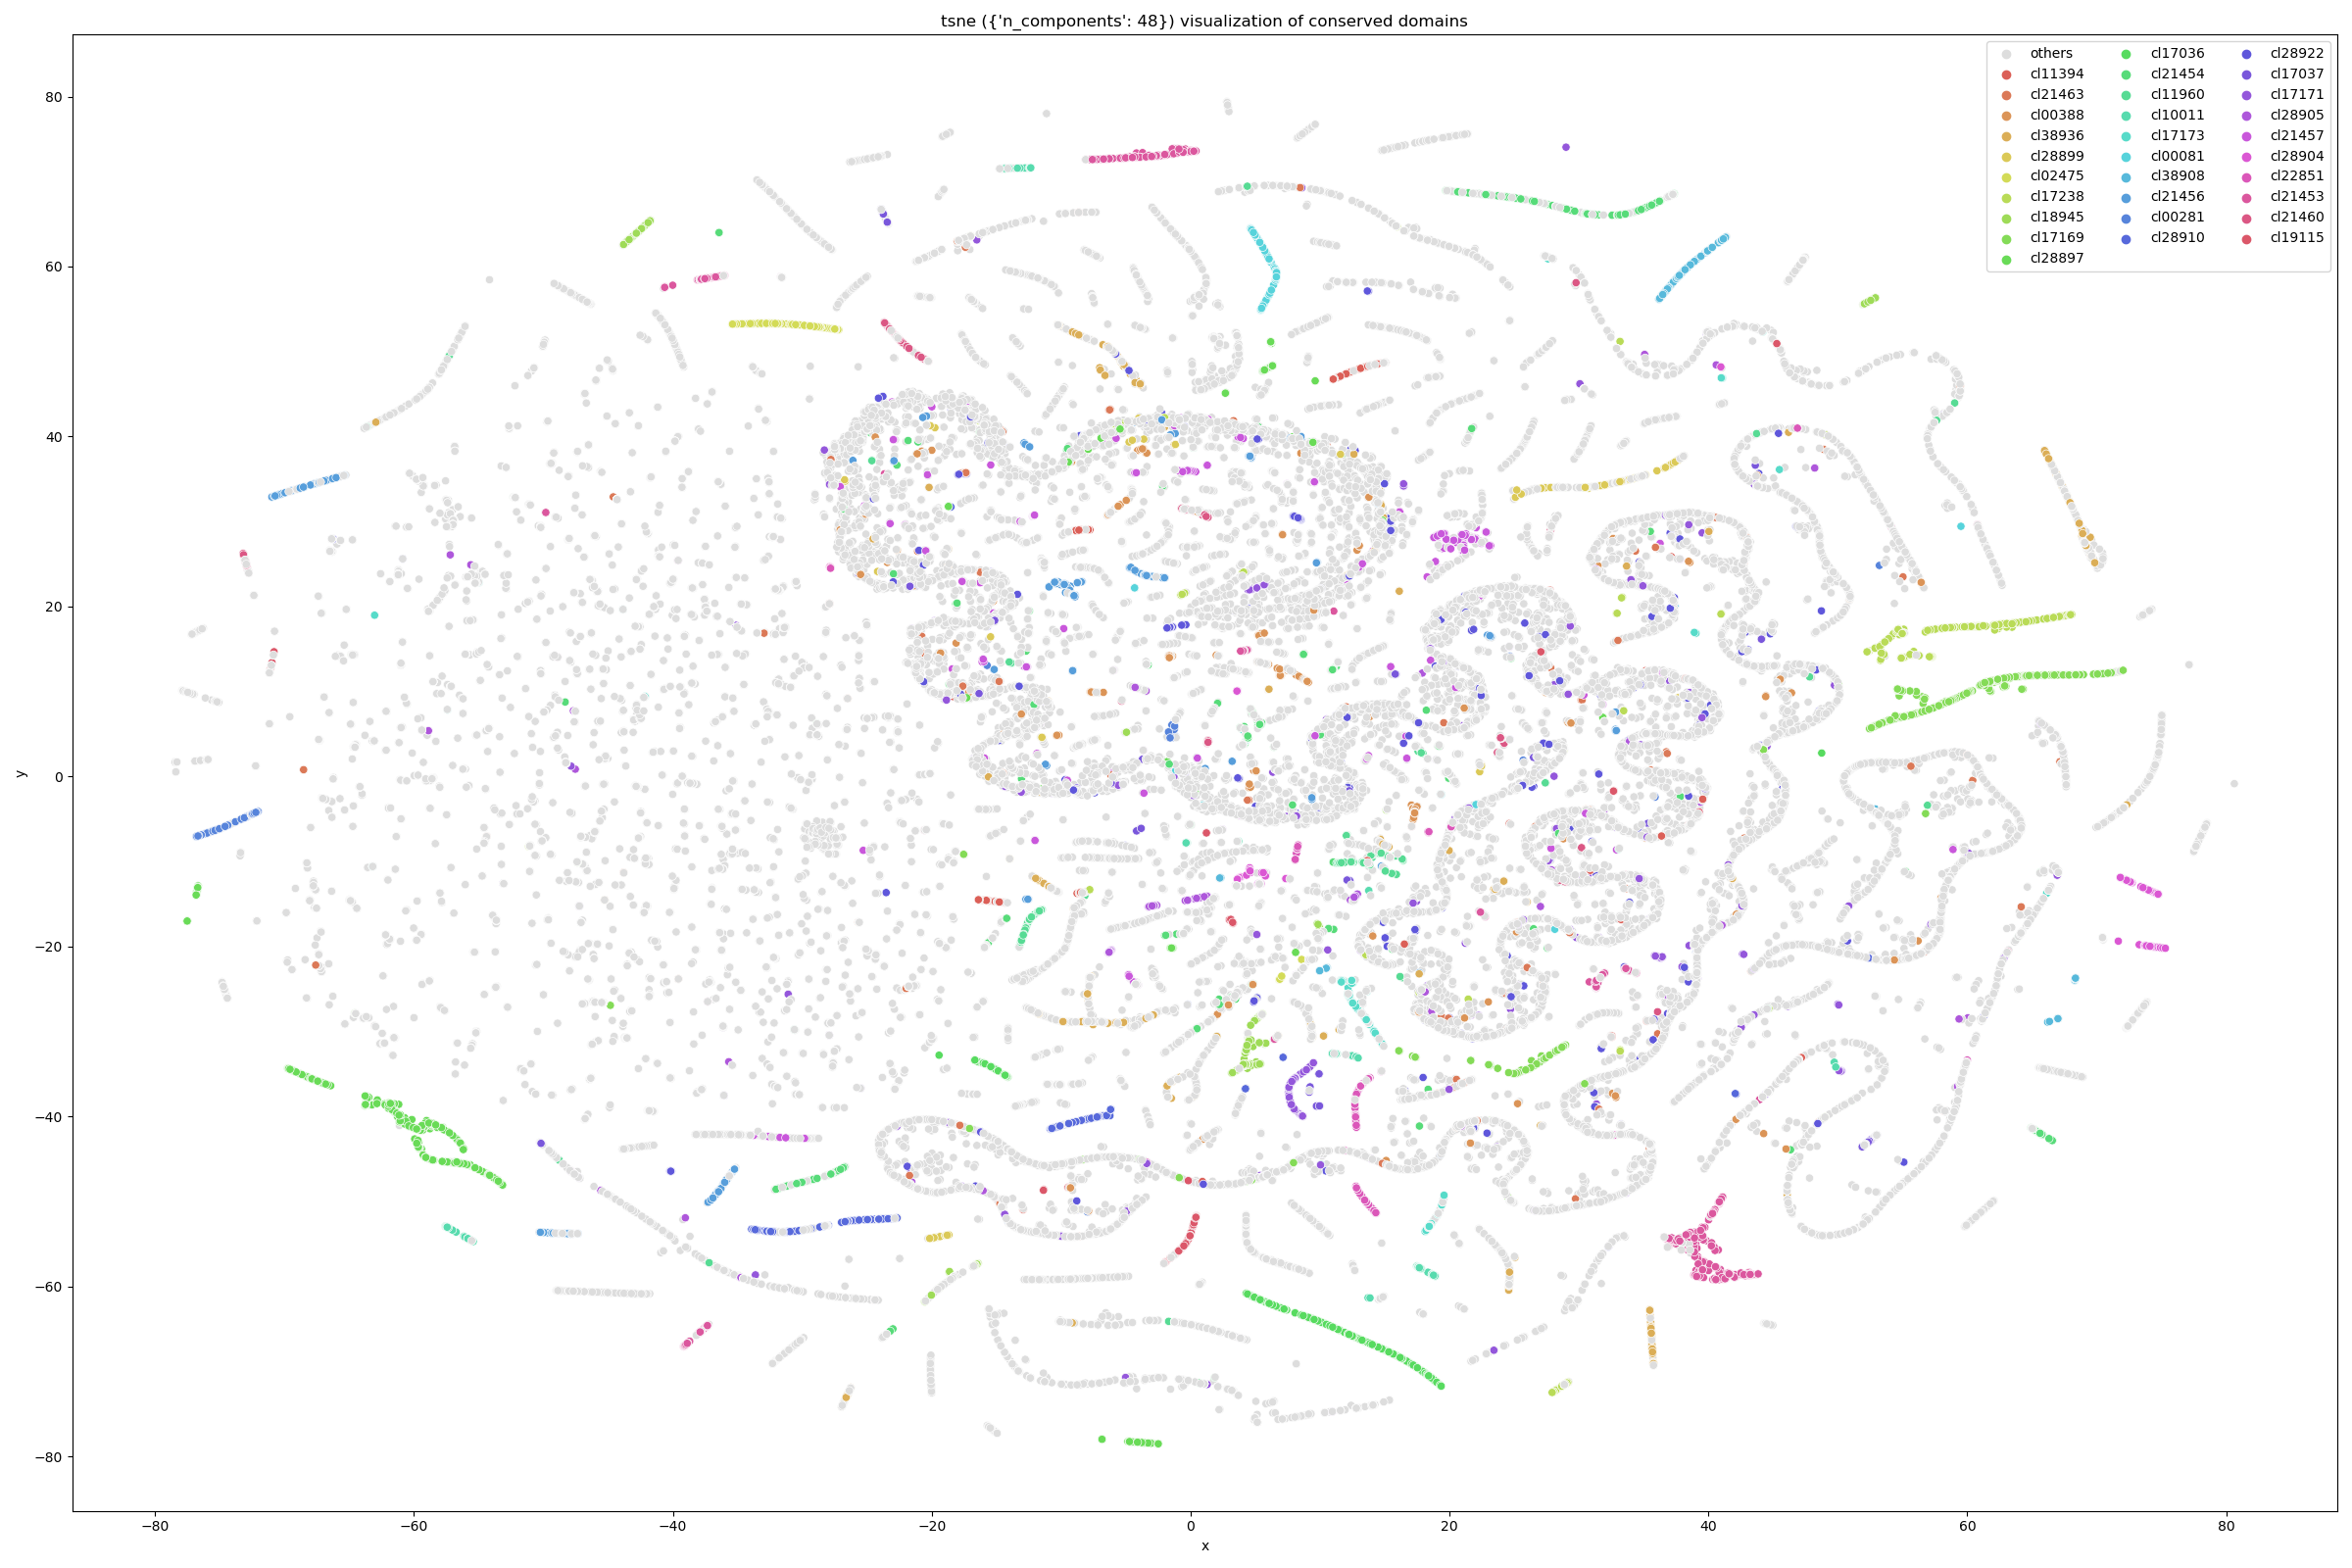 tsne ({'n_components': 48}) visualization of conserved domains
others
cl11394
cl21463
cl00388
cl38936
cl28899
cl02475
cl17238
cl18945
cl17169
cl28897
cl17036
cl21454
cl11960
cl10011
cl17173
cl00081
cl38908
cl21456
cl00281
cl28910
cl28922
cl17037
cl17171
cl28905
cl21457
cl28904
cl22851
cl21453
cl21460
cl19115
80
60
40
20
0
−20
−40
−60
−80
y
−80 −60 −40 −20 0 20 40 60 80
x